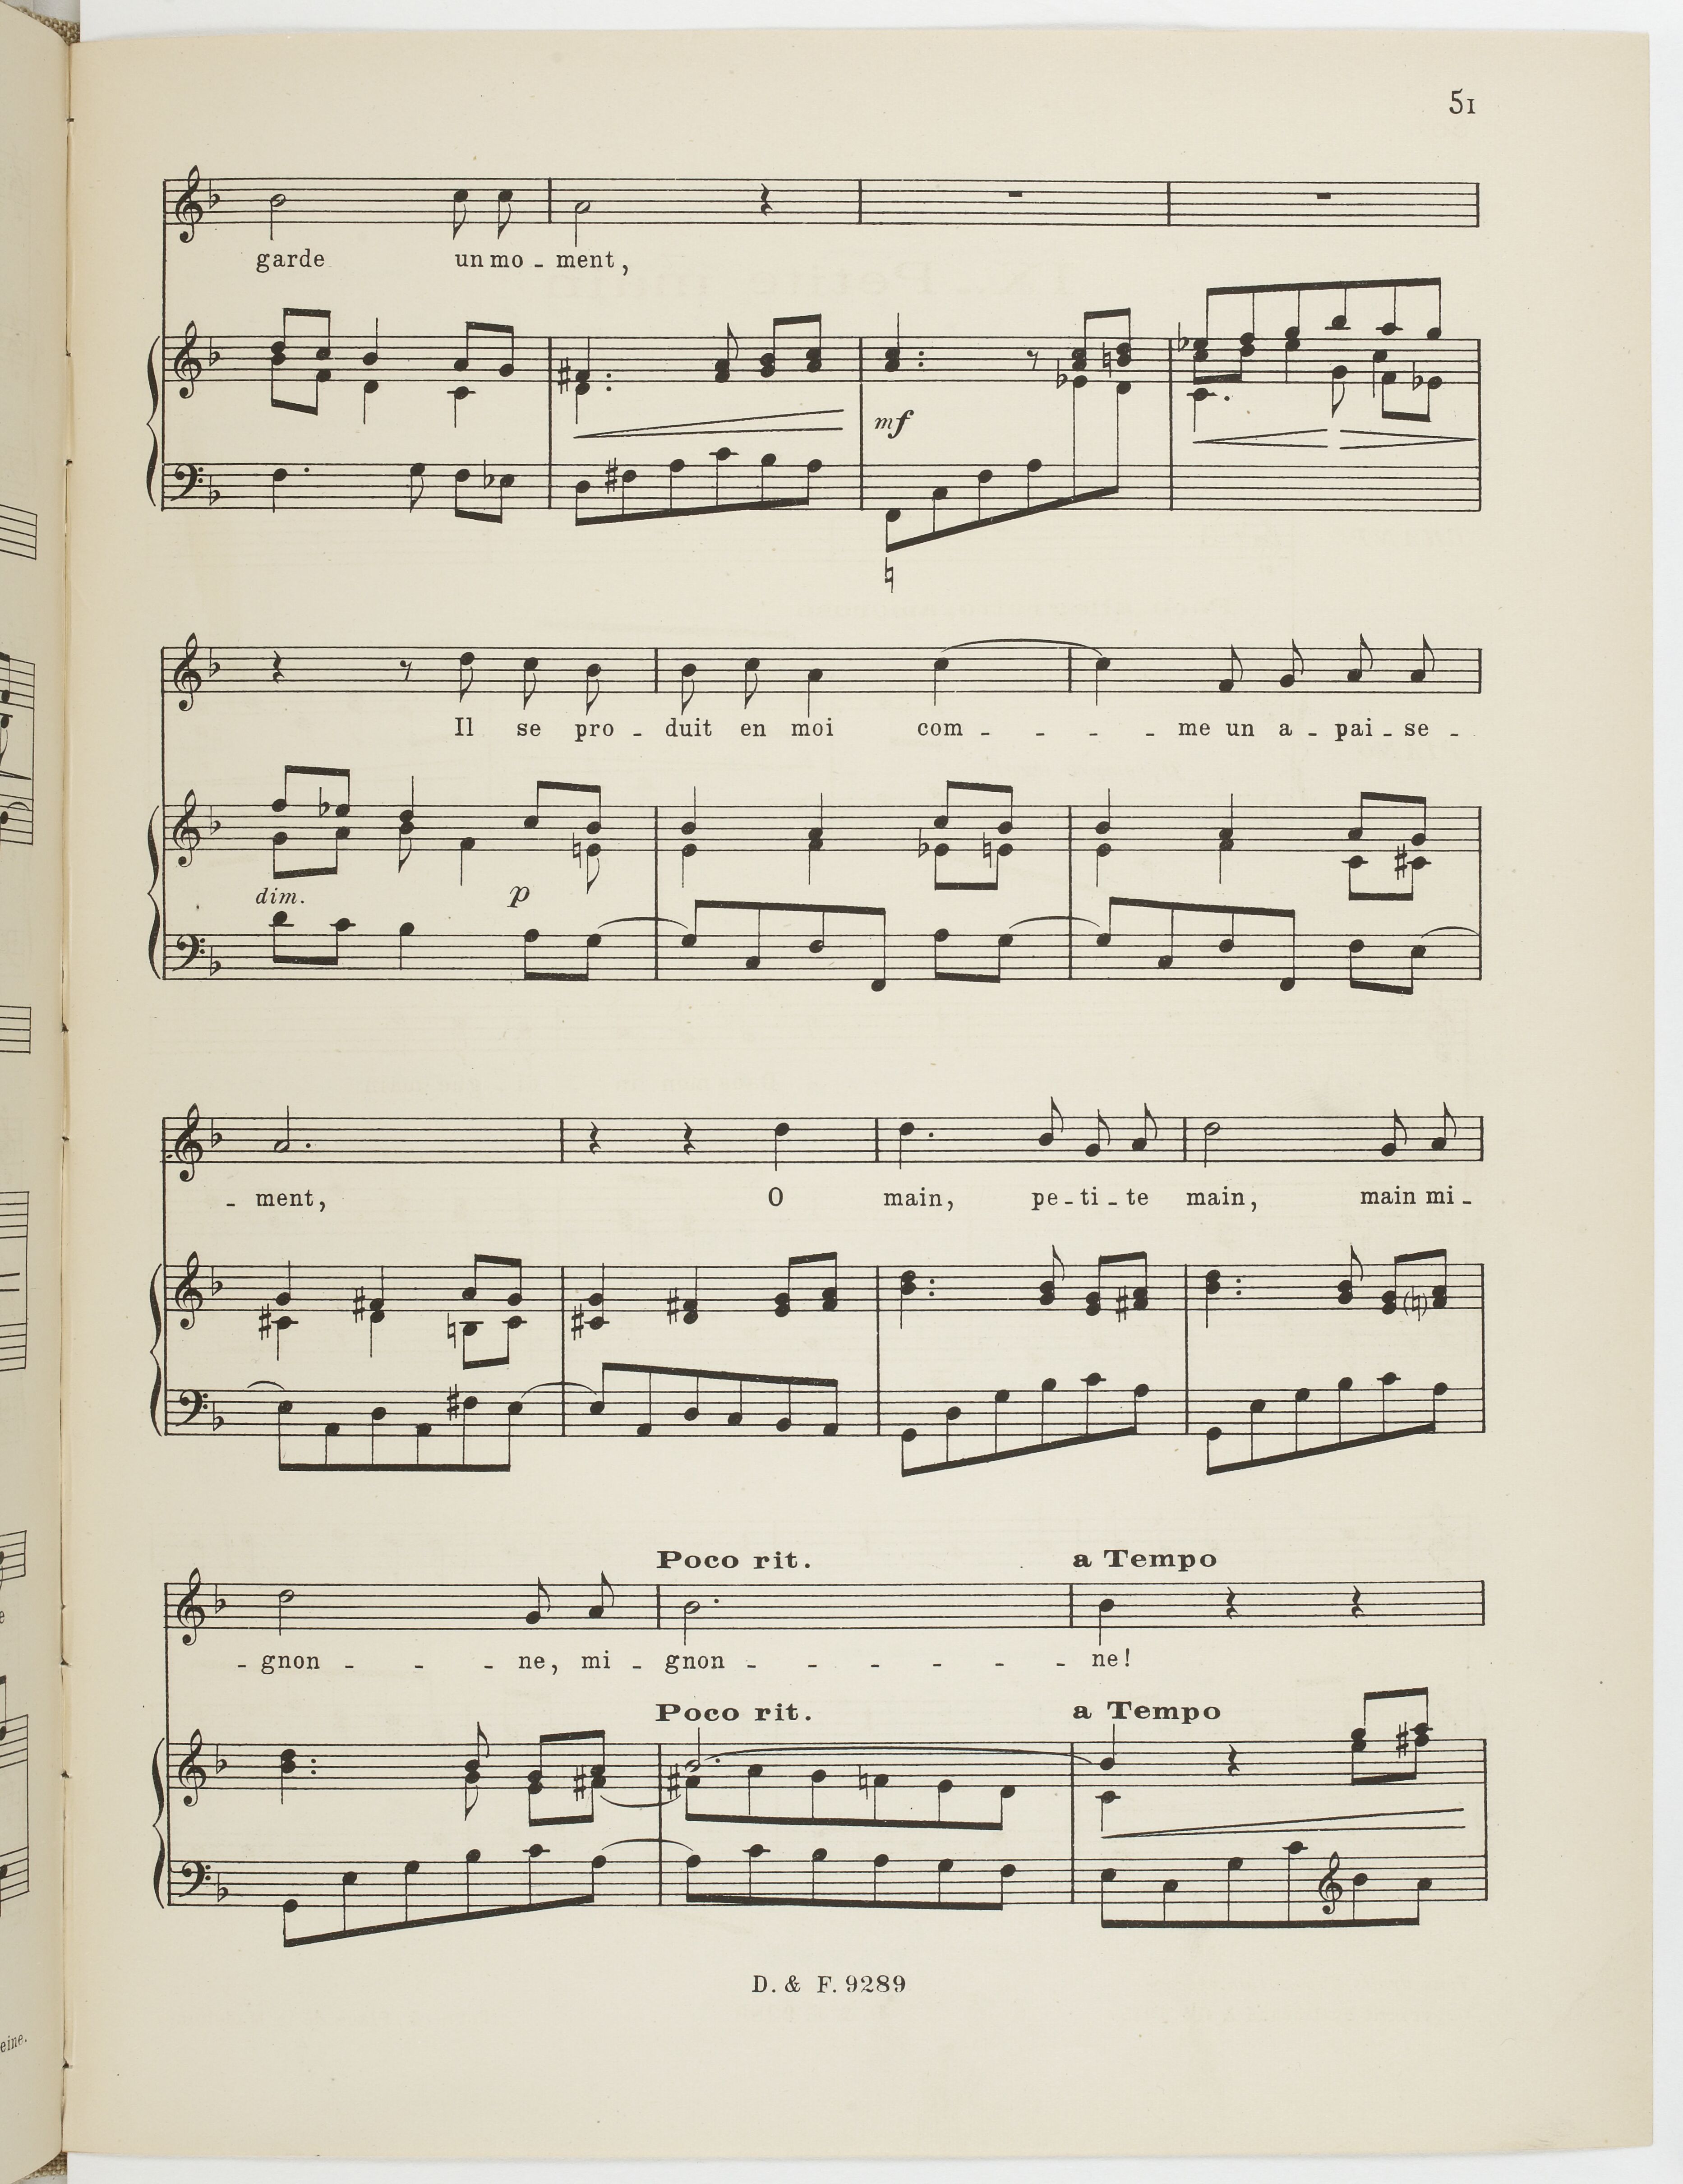 51
garde un mo - ment,
mf
Il se pro - duit en moi com - - - - me un a - pai - se -
dim. p
- ment, O main, pe - ti - te main, main mi -
Poco rit. a Tempo
- gnon - - - ne, mi - gnon - - - - - - ne!
Poco rit. a Tempo
D. & F. 9289
eine.